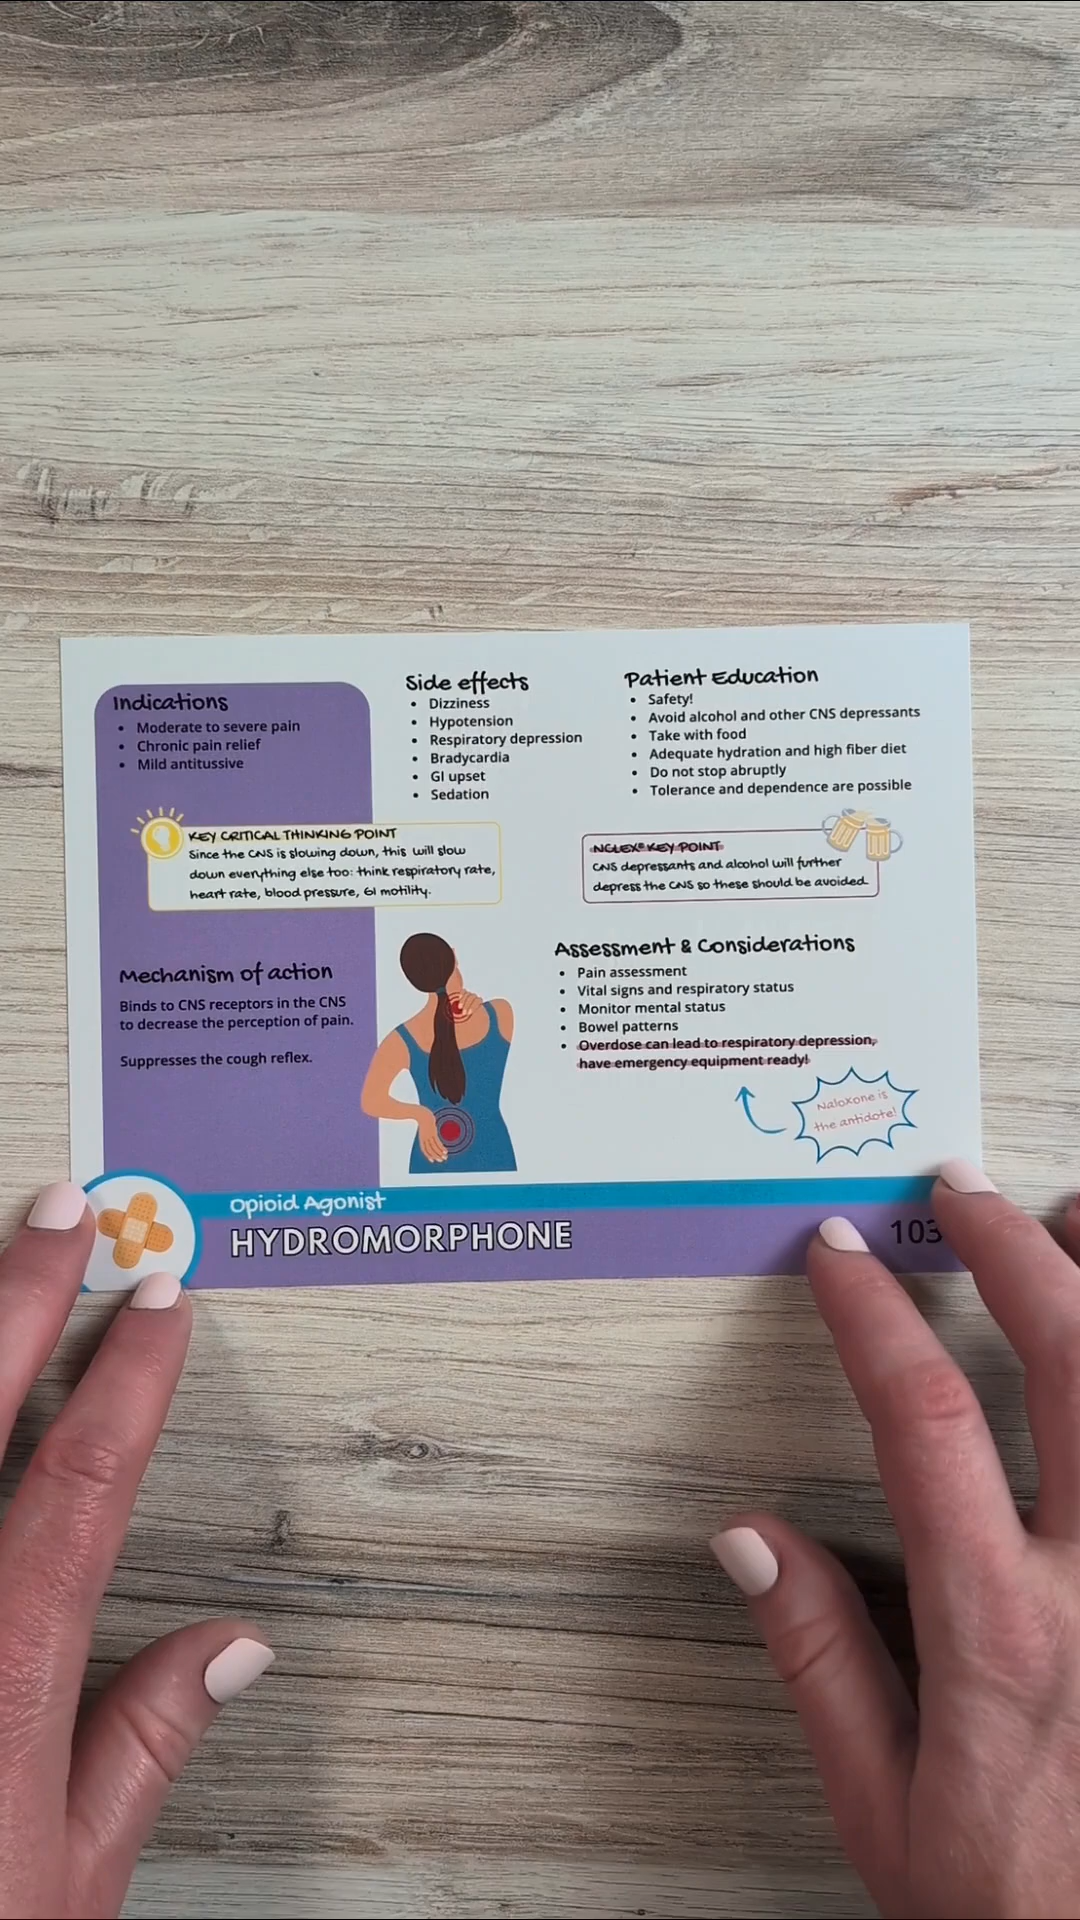 Indications
• Moderate to severe pain
• Chronic pain relief
• Mild antitussive
Side effects
• Dizziness
• Hypotension
• Respiratory depression
• Bradycardia
• GI upset
• Sedation
Patient Education
• Safety!
• Avoid alcohol and other CNS depressants
• Take with food
• Adequate hydration and high fiber diet
• Do not stop abruptly
• Tolerance and dependence are possible
KEY CRITICAL THINKING POINT
Since the CNS is slowing down, this will slow
down everything else too: think respiratory rate,
heart rate, blood pressure, GI motility.
NCLEX® KEY POINT
CNS depressants and alcohol will further
depress the CNS so these should be avoided.
Mechanism of action
Binds to CNS receptors in the CNS
to decrease the perception of pain.
Suppresses the cough reflex.
Assessment & Considerations
• Pain assessment
• Vital signs and respiratory status
• Monitor mental status
• Bowel patterns
• Overdose can lead to respiratory depression,
have emergency equipment ready!
Naloxone is
the antidote!
Opioid Agonist
HYDROMORPHONE
103